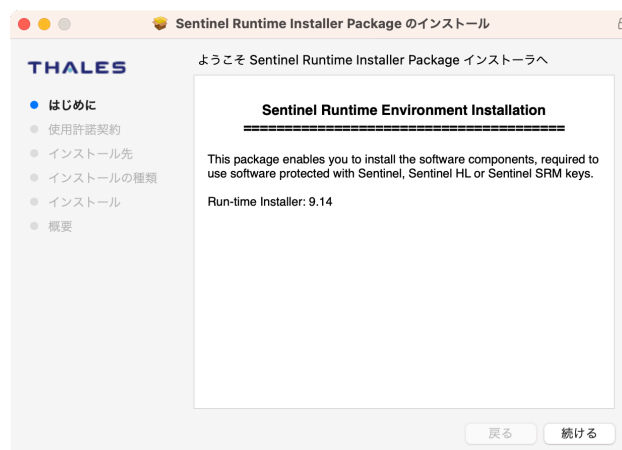 Sentinel Runtime Installer Package のインストール
THALES
ようこそ Sentinel Runtime Installer Package インストーラへ
はじめに
使用許諾契約
インストール先
インストールの種類
インストール
概要
Sentinel Runtime Environment Installation
=======================================
This package enables you to install the software components, required to
use software protected with Sentinel, Sentinel HL or Sentinel SRM keys.
Run-time Installer: 9.14
戻る
続ける